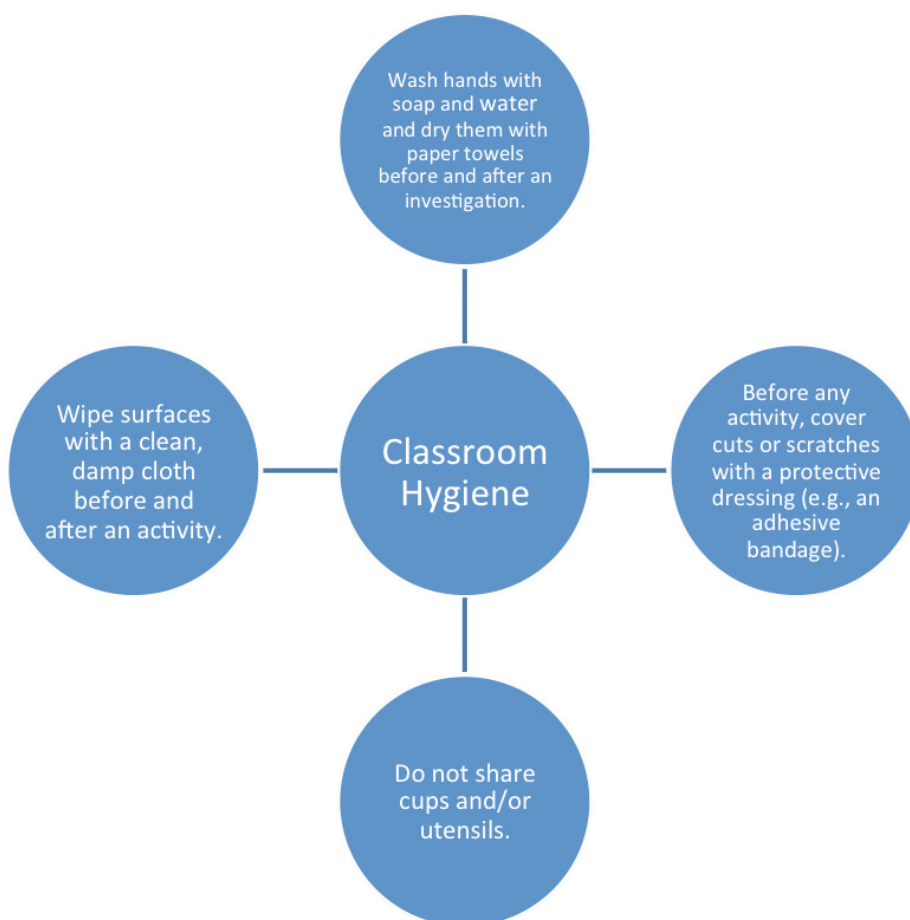 Wash hands with
soap and water
and dry them with
paper towels
before and after an
investigation.
Wipe surfaces
with a clean,
damp cloth
before and
after an activity.
Classroom
Hygiene
Before any
activity, cover
cuts or scratches
with a protective
dressing (e.g., an
adhesive
bandage).
Do not share
cups and/or
utensils.